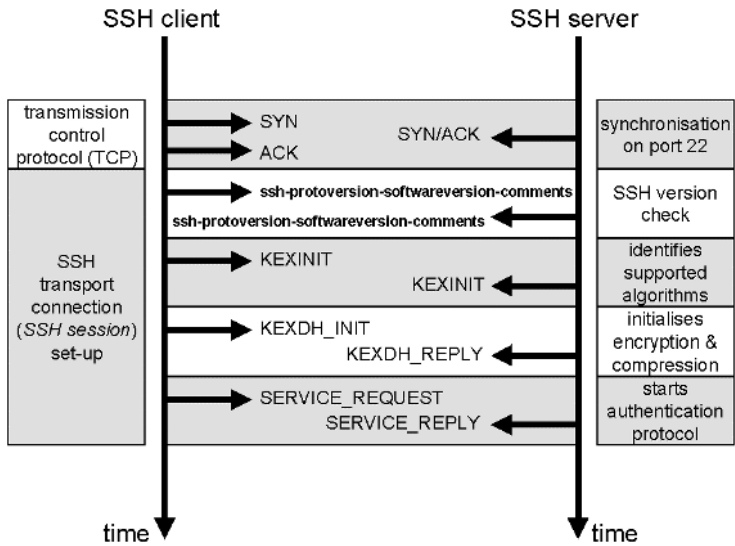 SSH client
SSH server
transmission
control
protocol (TCP)
SYN
SYN/ACK
ACK
synchronisation
on port 22
ssh-protoversion-softwareversion-comments
ssh-protoversion-softwareversion-comments
SSH version
check
SSH
transport
connection
(SSH session)
set-up
KEXINIT
KEXINIT
identifies
supported
algorithms
KEXDH_INIT
KEXDH_REPLY
initialises
encryption &
compression
SERVICE_REQUEST
SERVICE_REPLY
starts
authentication
protocol
time
time